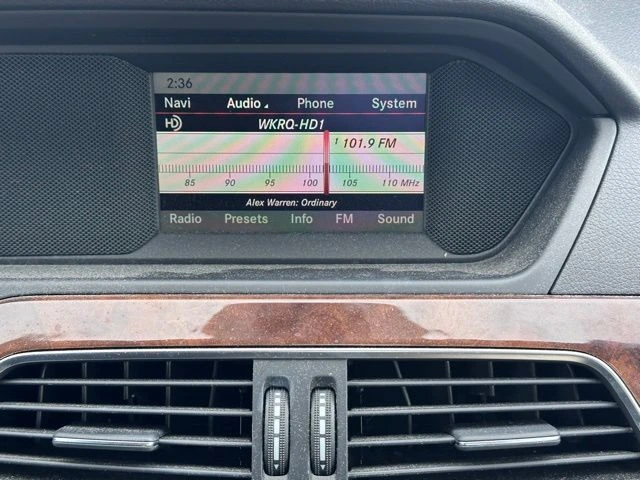 2:36
Navi Audio Phone System
HD WKRQ-HD1
1 101.9 FM
85 90 95 100 105 110 MHz
Alex Warren: Ordinary
Radio Presets Info FM Sound